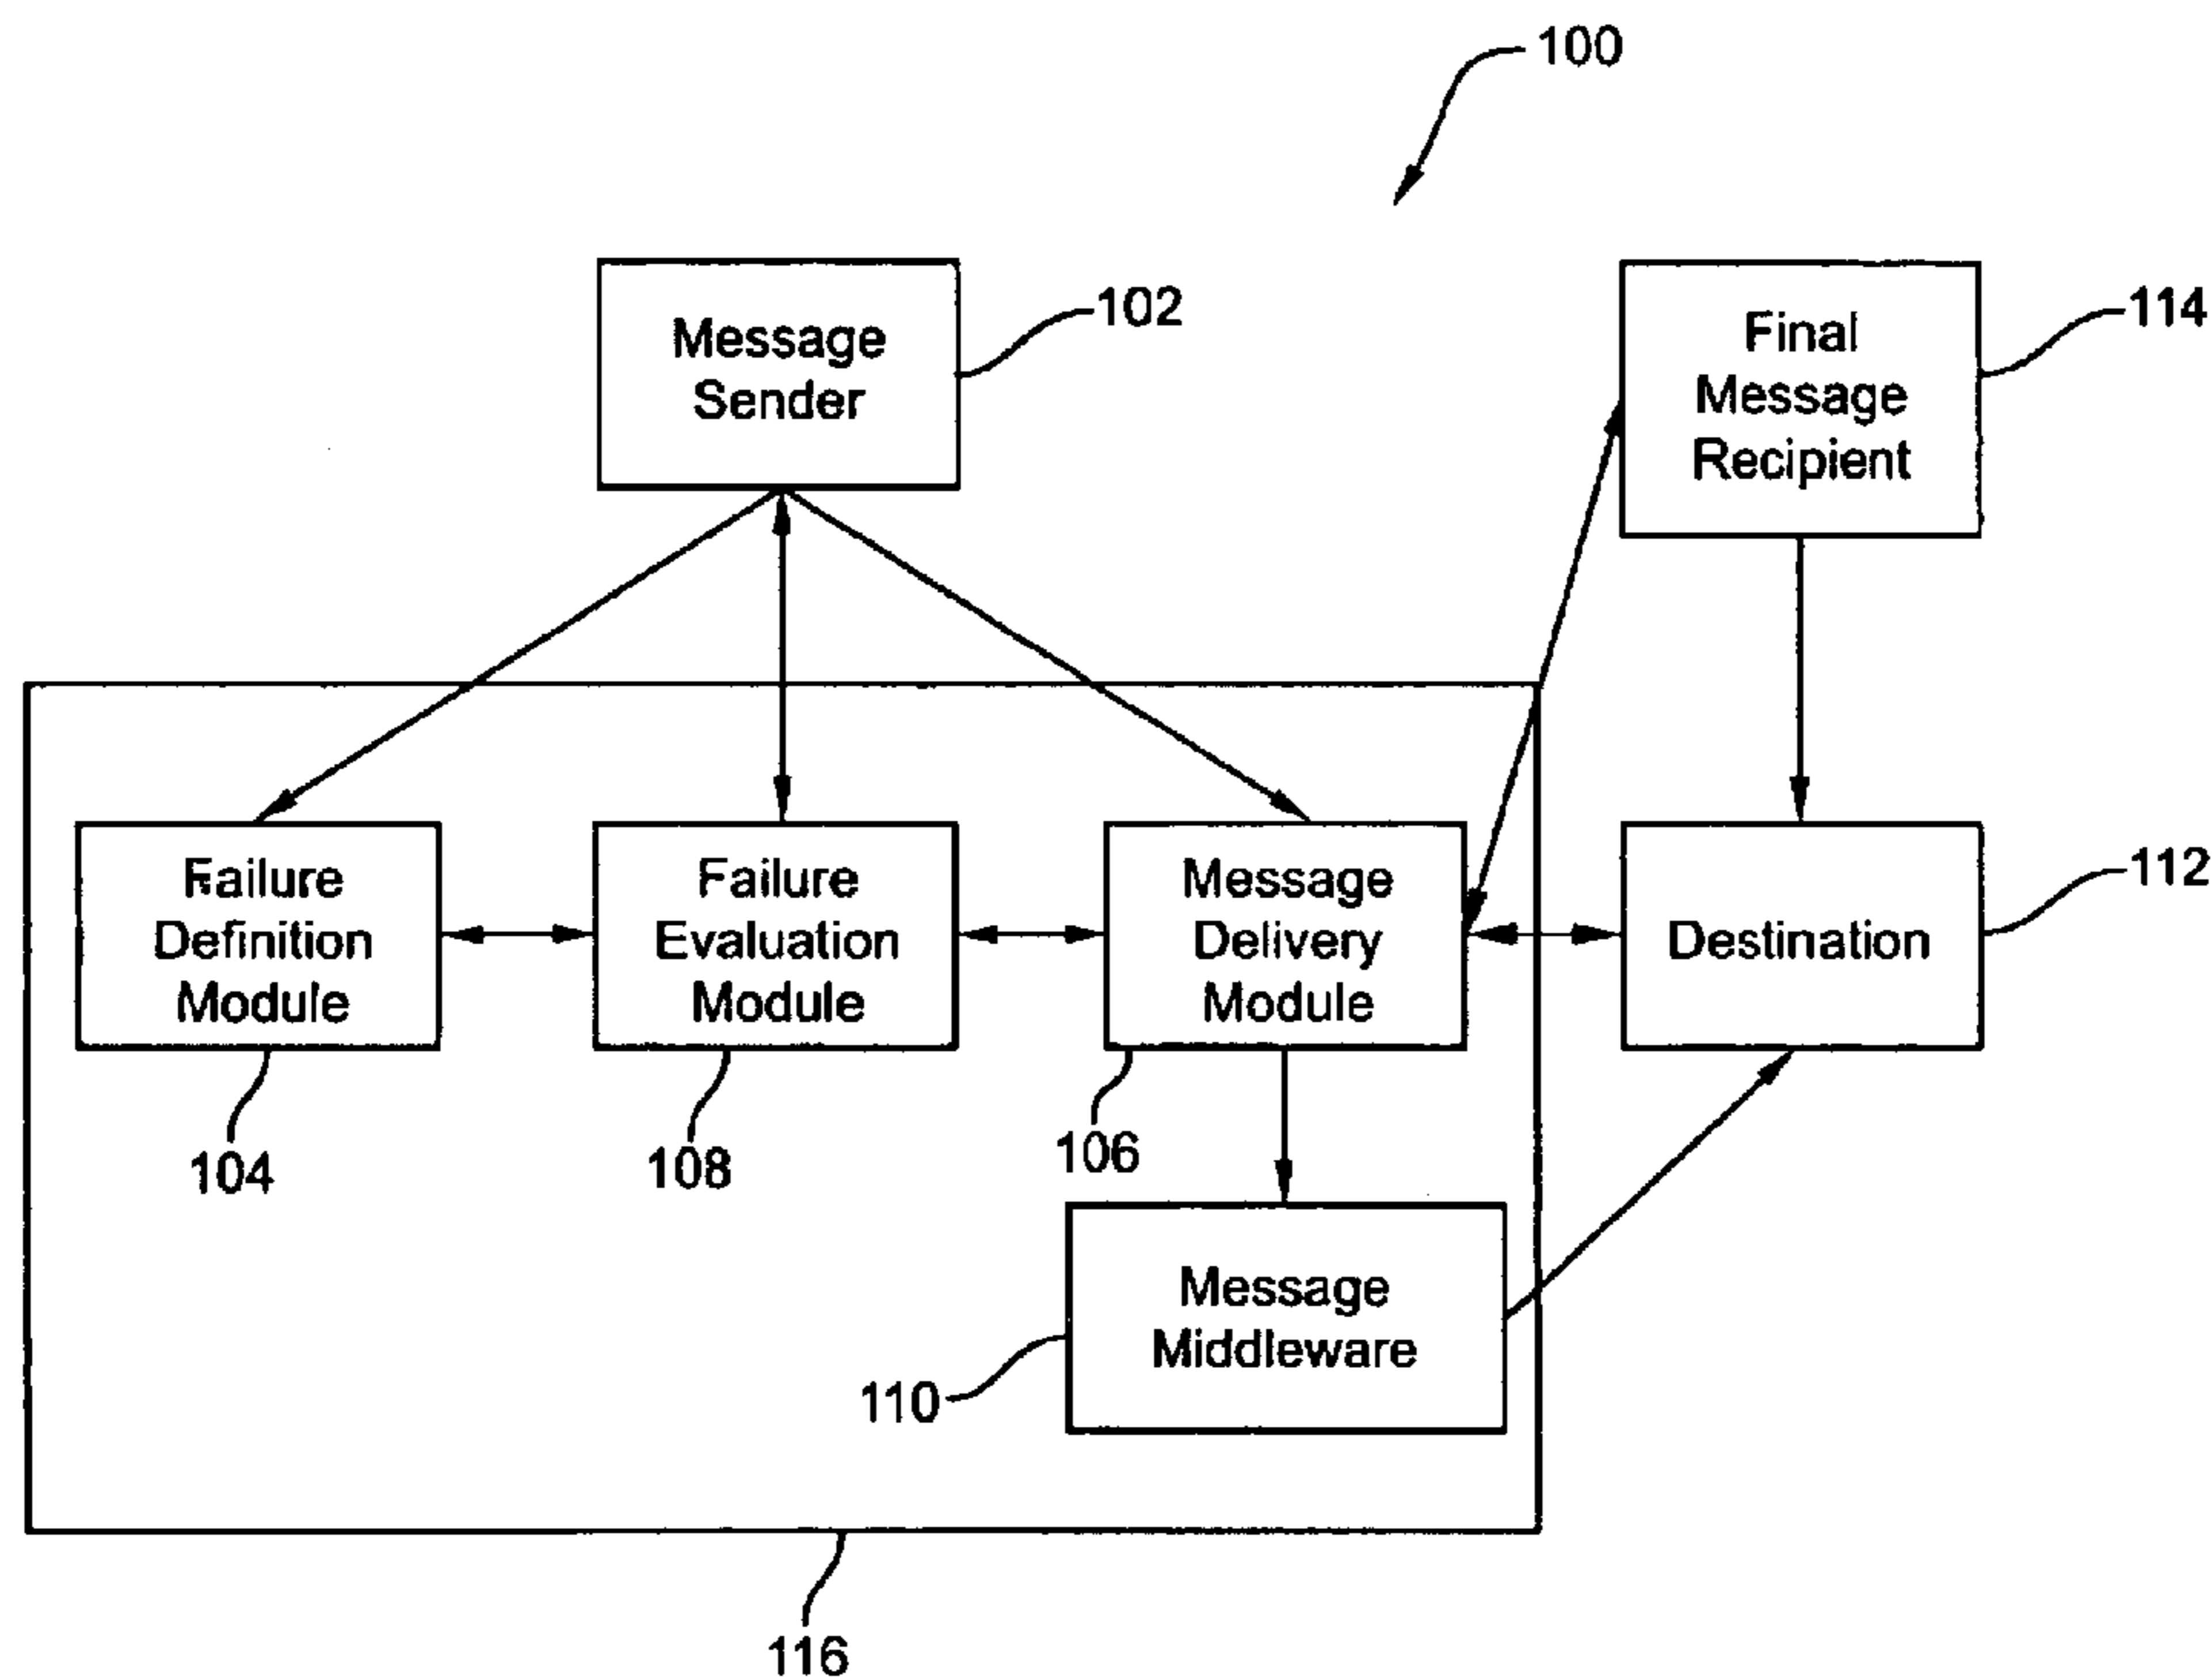 100
Message
Sender
102
Final
Message
Recipient
114
Failure
Definition
Module
104
Failure
Evaluation
Module
108
Message
Delivery
Module
106
Destination
112
Message
Middleware
110
116